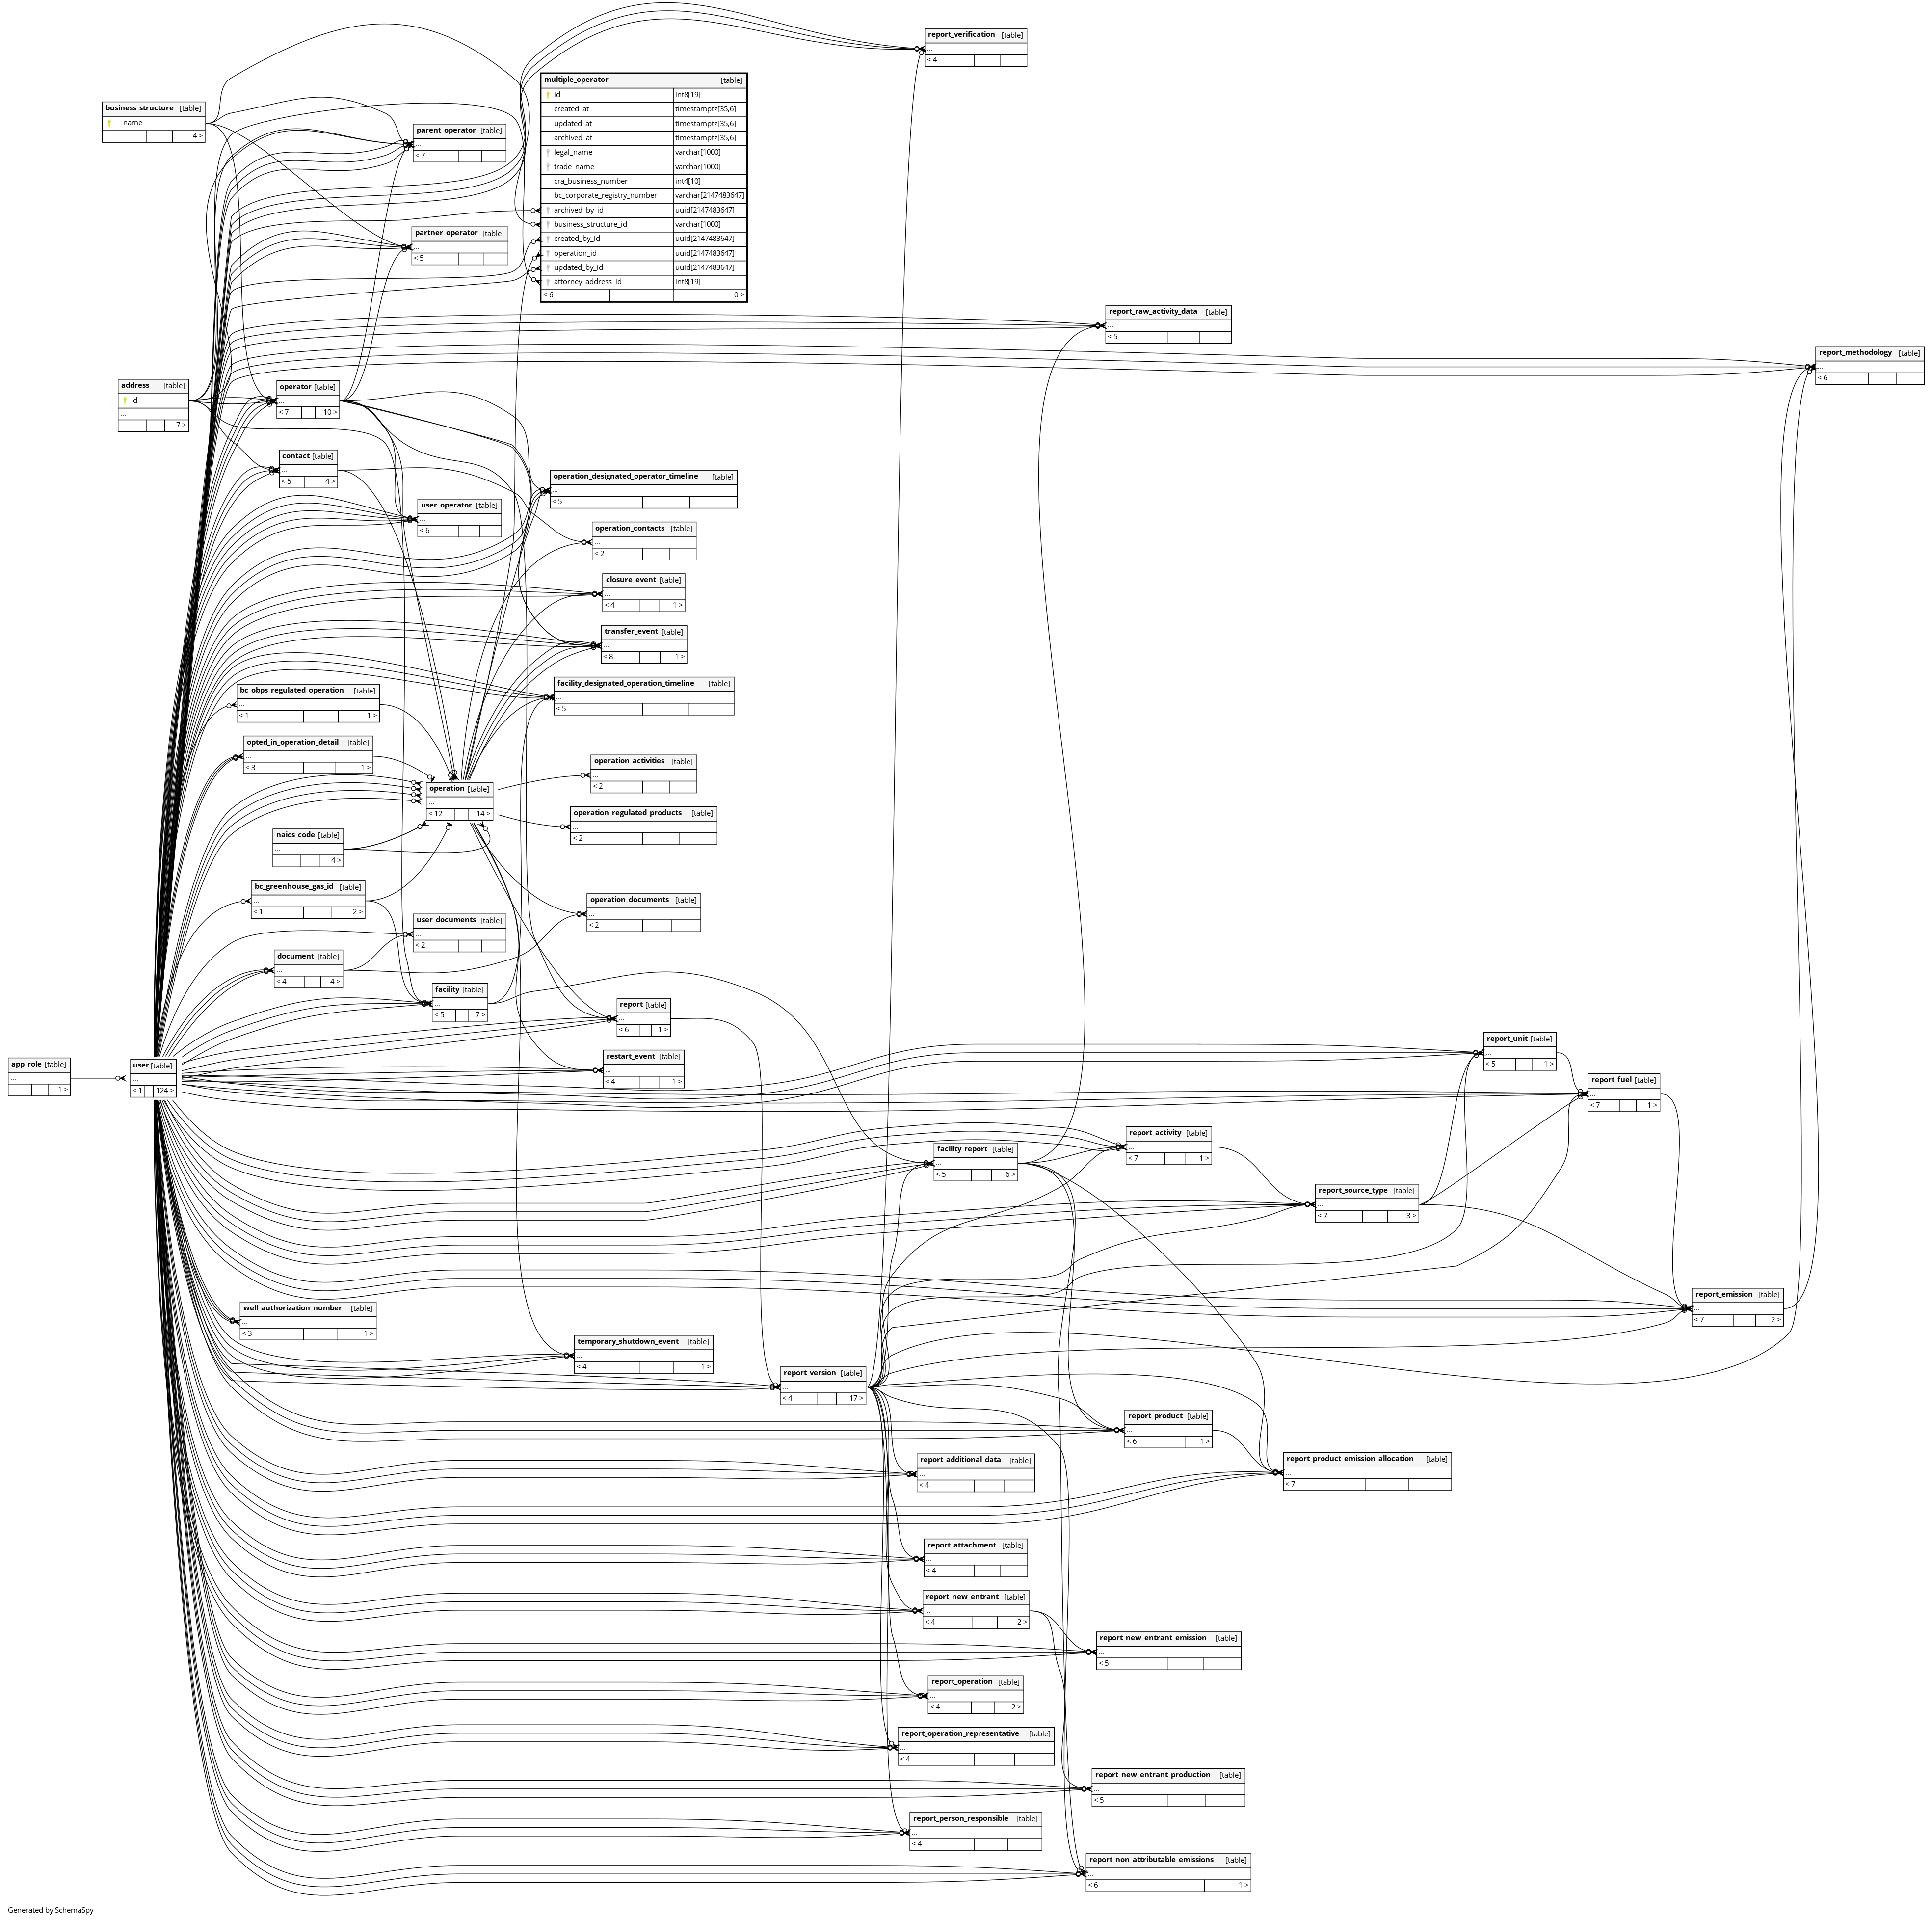 report_verification [table]
...
< 4
multiple_operator [table]
id int8[19]
created_at timestamptz[35,6]
updated_at timestamptz[35,6]
archived_at timestamptz[35,6]
legal_name varchar[1000]
trade_name varchar[1000]
cra_business_number int4[10]
bc_corporate_registry_number varchar[2147483647]
archived_by_id uuid[2147483647]
business_structure_id varchar[1000]
created_by_id uuid[2147483647]
operation_id uuid[2147483647]
updated_by_id uuid[2147483647]
attorney_address_id int8[19]
< 6 0 >
business_structure [table]
name
4 >
parent_operator [table]
...
< 7
partner_operator [table]
...
< 5
report_raw_activity_data [table]
...
< 5
report_methodology [table]
...
< 6
address [table]
id
...
7 >
operator [table]
...
< 7 10 >
contact [table]
...
< 5 4 >
operation_designated_operator_timeline [table]
...
< 5
user_operator [table]
...
< 6
operation_contacts [table]
...
< 2
closure_event [table]
...
< 4 1 >
transfer_event [table]
...
< 8 1 >
facility_designated_operation_timeline [table]
...
< 5
bc_obps_regulated_operation [table]
...
< 1 1 >
opted_in_operation_detail [table]
...
< 3 1 >
operation_activities [table]
...
< 2
operation [table]
...
< 12 14 >
operation_regulated_products [table]
...
< 2
naics_code [table]
...
4 >
bc_greenhouse_gas_id [table]
...
< 1 2 >
operation_documents [table]
...
< 2
user_documents [table]
...
< 2
document [table]
...
< 4 4 >
facility [table]
...
< 5 7 >
report [table]
...
< 6 1 >
restart_event [table]
...
< 4 1 >
app_role [table]
...
1 >
user [table]
...
< 1 124 >
report_unit [table]
...
< 5 1 >
report_fuel [table]
...
< 7 1 >
report_activity [table]
...
< 7 1 >
facility_report [table]
...
< 5 6 >
report_source_type [table]
...
< 7 3 >
report_emission [table]
...
< 7 2 >
well_authorization_number [table]
...
< 3 1 >
temporary_shutdown_event [table]
...
< 4 1 >
report_version [table]
...
< 4 17 >
report_product [table]
...
< 6 1 >
report_additional_data [table]
...
< 4
report_product_emission_allocation [table]
...
< 7
report_attachment [table]
...
< 4
report_new_entrant [table]
...
< 4 2 >
report_new_entrant_emission [table]
...
< 5
report_operation [table]
...
< 4 2 >
report_operation_representative [table]
...
< 4
report_new_entrant_production [table]
...
< 5
report_person_responsible [table]
...
< 4
report_non_attributable_emissions [table]
...
< 6 1 >
Generated by SchemaSpy